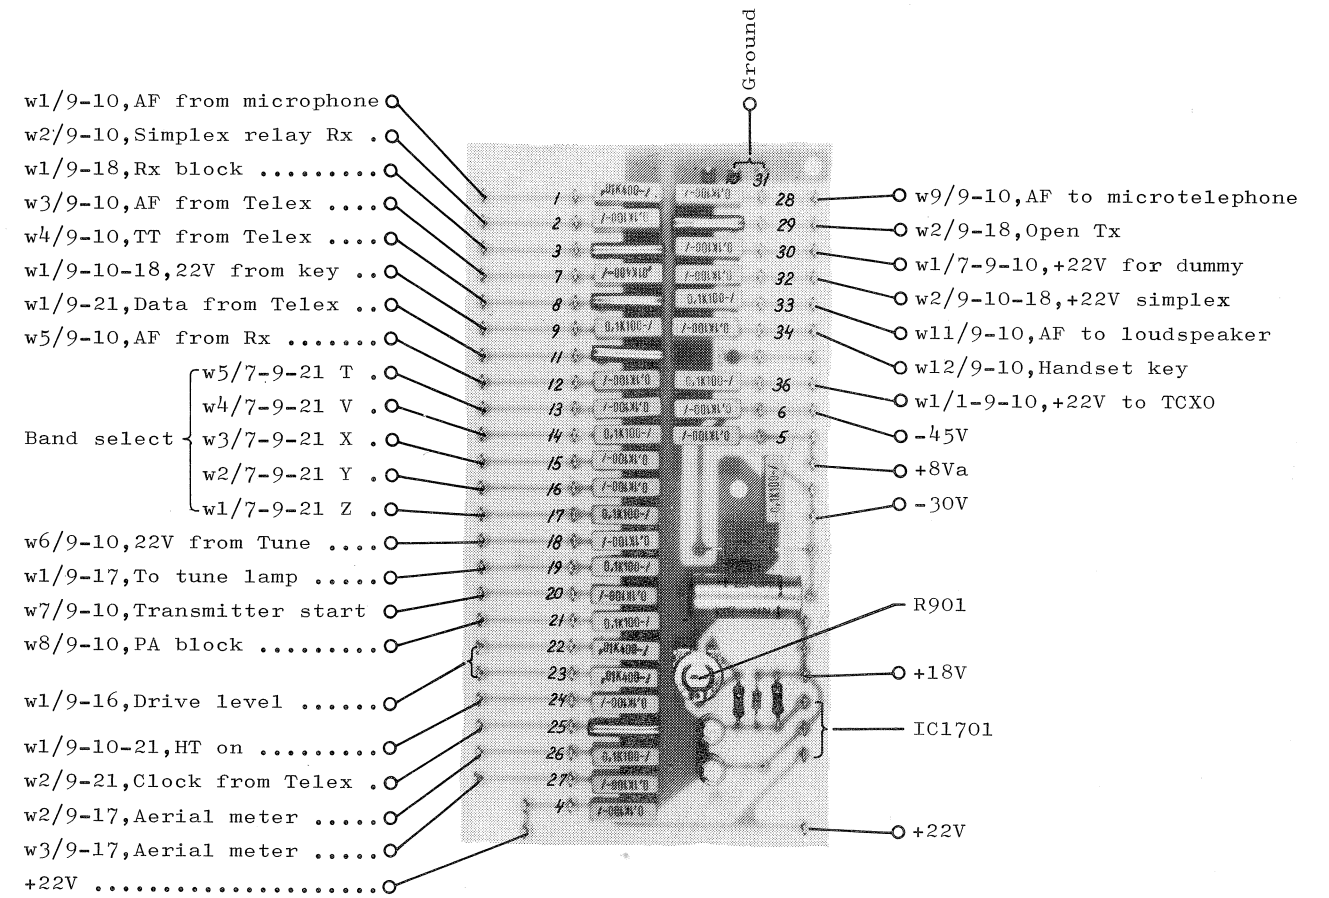 Ground
w1/9-10,AF from microphone
w2/9-10,Simplex relay Rx .
w1/9-18,Rx block .........
w3/9-10,AF from Telex ....
w4/9-10,TT from Telex ....
w1/9-10-18,22V from key ..
w1/9-21,Data from Telex ..
w5/9-10,AF from Rx .......
Band select
w5/7-9-21 T .
w4/7-9-21 V .
w3/7-9-21 X .
w2/7-9-21 Y .
w1/7-9-21 Z .
w6/9-10,22V from Tune ....
w1/9-17,To tune lamp .....
w7/9-10,Transmitter start
w8/9-10,PA block .........
w1/9-16,Drive level ......
w1/9-10-21,HT on .........
w2/9-21,Clock from Telex .
w2/9-17,Aerial meter .....
w3/9-17,Aerial meter .....
+22V ......................
1
2
3
7
8
9
11
12
13
14
15
16
17
18
19
20
21
22
23
24
25
26
27
4
31
28
29
30
32
33
34
36
6
5
w9/9-10,AF to microtelephone
w2/9-18,Open Tx
w1/7-9-10,+22V for dummy
w2/9-10-18,+22V simplex
w11/9-10,AF to loudspeaker
w12/9-10,Handset key
w1/1-9-10,+22V to TCXO
-45V
+8Va
-30V
R901
+18V
IC1701
+22V